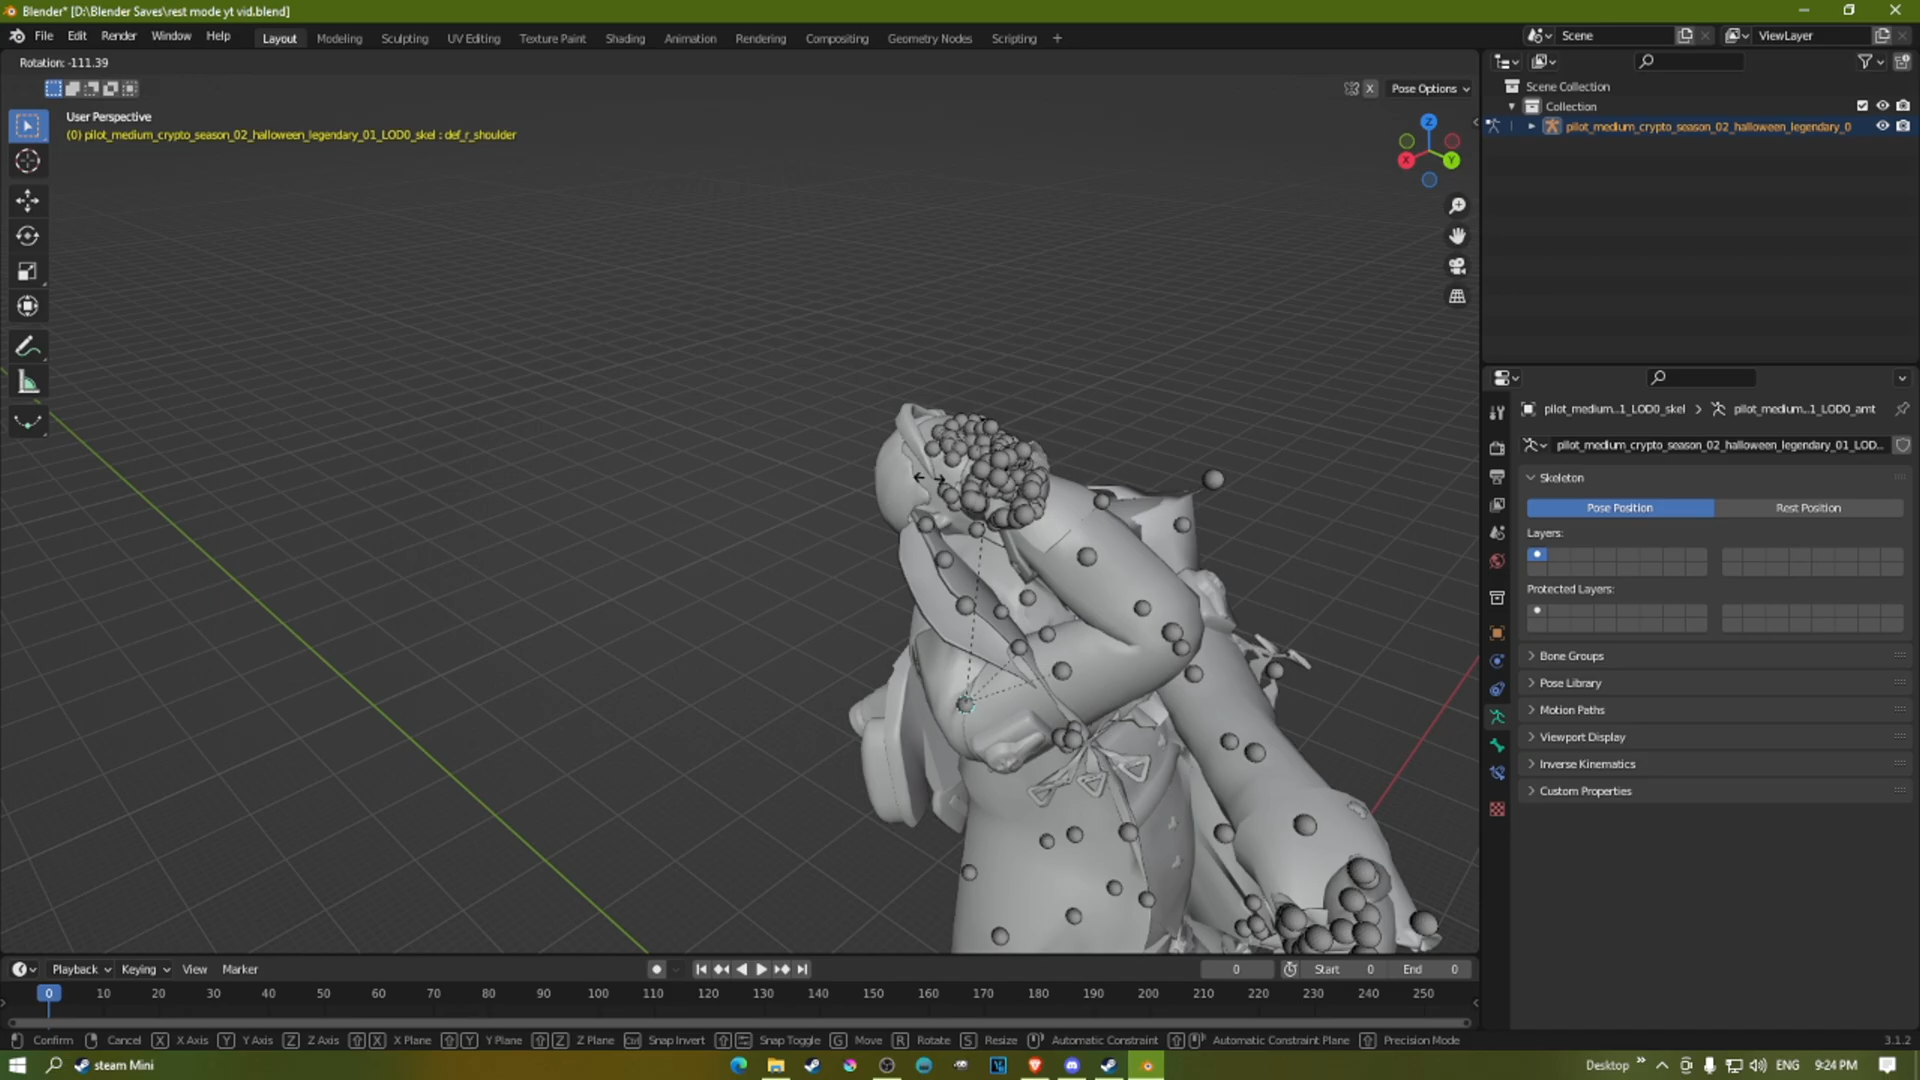 Blender* [D:\Blender Saves\rest mode yt vid.blend]
File Edit Render Window Help Layout Modeling Sculpting UV Editing Texture Paint Shading Animation Rendering Compositing Geometry Nodes Scripting + Scene ViewLayer
Rotation: -111.39
X Pose Options
User Perspective
(0) pilot_medium_crypto_season_02_halloween_legendary_01_LOD0_skel : def_r_shoulder
Z
X
Y
Scene Collection
Collection
pilot_medium_crypto_season_02_halloween_legendary_0
pilot_medium...1_LOD0_skel > pilot_medium...1_LOD0_amt
pilot_medium_crypto_season_02_halloween_legendary_01_LOD...
Skeleton
Pose Position Rest Position
Layers:
Protected Layers:
Bone Groups
Pose Library
Motion Paths
Viewport Display
Inverse Kinematics
Custom Properties
Playback Keying View Marker 0 Start 0 End 0
0 10 20 30 40 50 60 70 80 90 100 110 120 130 140 150 160 170 180 190 200 210 220 230 240 250
Confirm Cancel X X Axis Y Y Axis Z Z Axis X X Plane Y Y Plane Z Z Plane Ctrl Snap Invert Snap Toggle G Move R Rotate S Resize Automatic Constraint Automatic Constraint Plane Precision Mode 3.1.2
steam Mini Desktop » ENG 9:24 PM